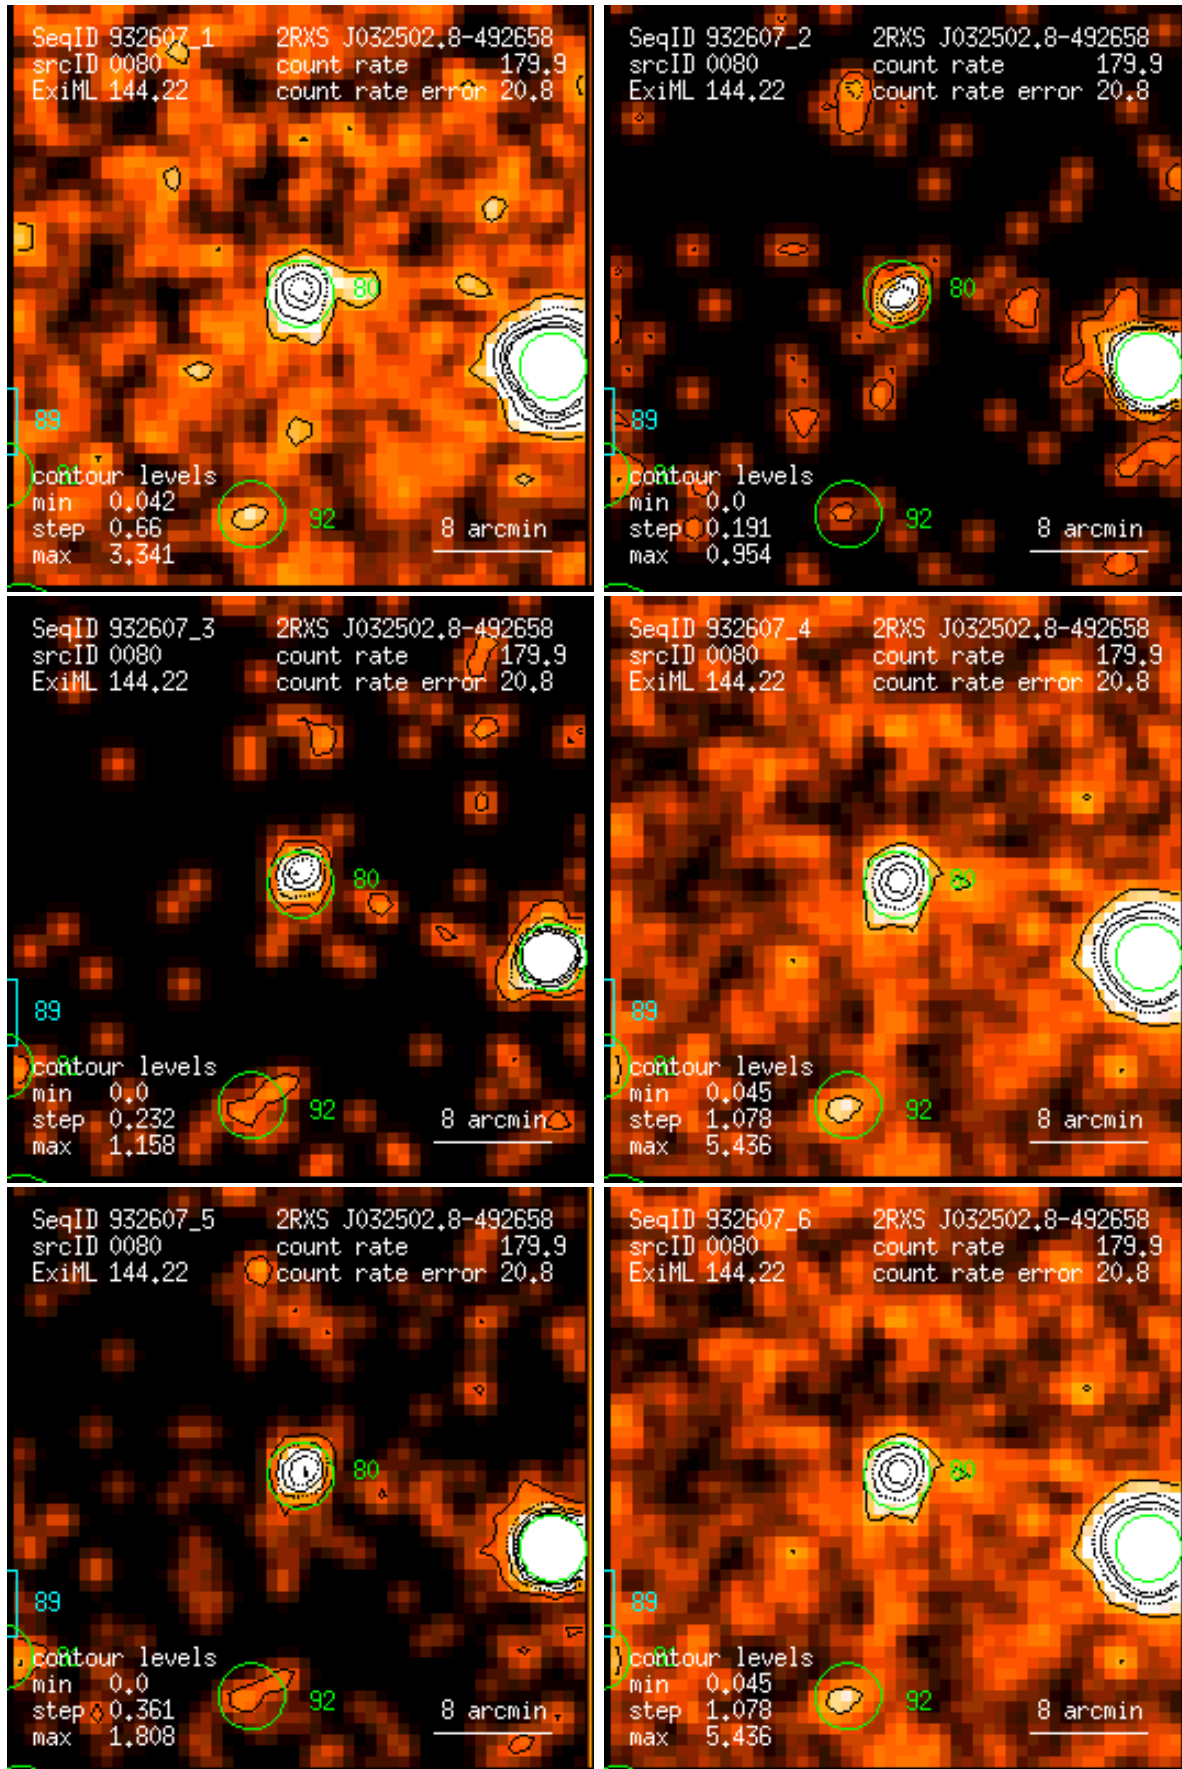 SeqID 932607_1 2RXS J032502.8-492658
srcID 0080 count rate 179.9
ExiML 144.22 count rate error 20.8
80
89
91
contour levels
min 0.042
step 0.66
max 3.341
92
8 arcmin
SeqID 932607_2 2RXS J032502.8-492658
srcID 0080 count rate 179.9
ExiML 144.22 count rate error 20.8
80
89
91
contour levels
min 0.0
step 0.191
max 0.954
92
8 arcmin
SeqID 932607_3 2RXS J032502.8-492658
srcID 0080 count rate 179.9
ExiML 144.22 count rate error 20.8
80
89
91
contour levels
min 0.0
step 0.232
max 1.158
92
8 arcmin
SeqID 932607_4 2RXS J032502.8-492658
srcID 0080 count rate 179.9
ExiML 144.22 count rate error 20.8
80
89
91
contour levels
min 0.045
step 1.078
max 5.436
92
8 arcmin
SeqID 932607_5 2RXS J032502.8-492658
srcID 0080 count rate 179.9
ExiML 144.22 count rate error 20.8
80
89
91
contour levels
min 0.0
step 0.361
max 1.808
92
8 arcmin
SeqID 932607_6 2RXS J032502.8-492658
srcID 0080 count rate 179.9
ExiML 144.22 count rate error 20.8
80
89
91
contour levels
min 0.045
step 1.078
max 5.436
92
8 arcmin